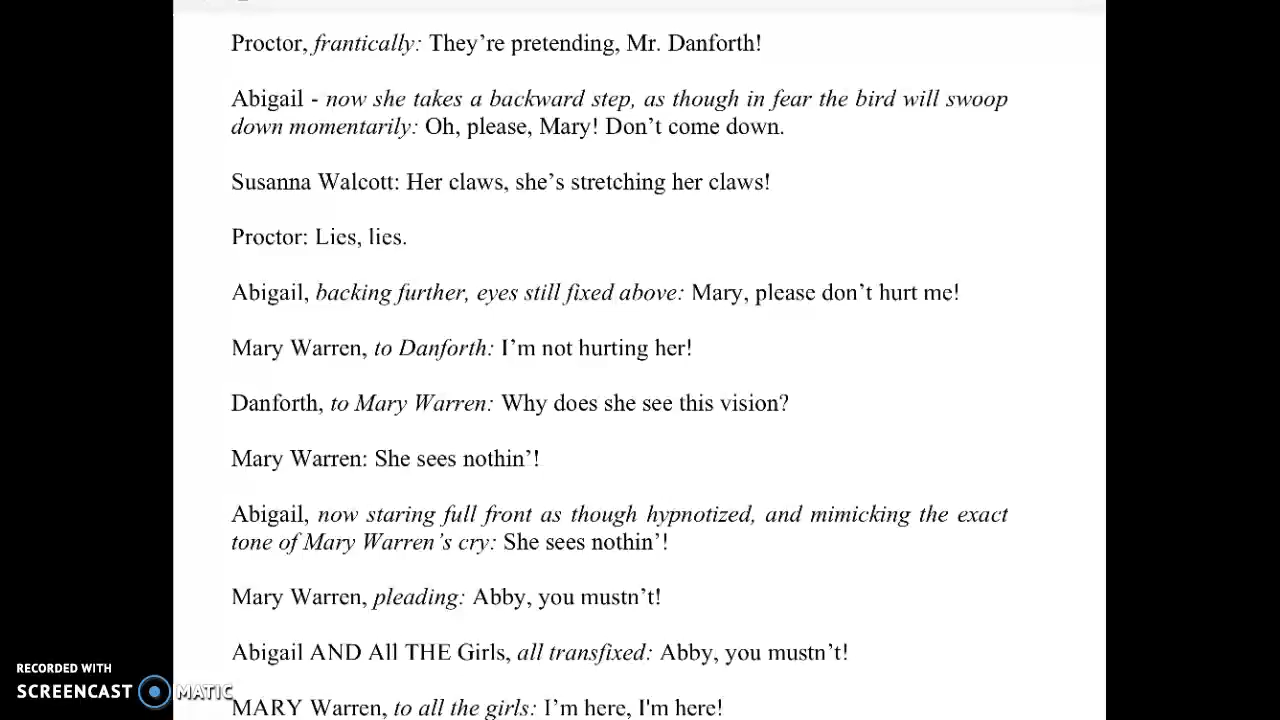 Proctor, frantically: They’re pretending, Mr. Danforth!
Abigail - now she takes a backward step, as though in fear the bird will swoop
down momentarily: Oh, please, Mary! Don’t come down.
Susanna Walcott: Her claws, she’s stretching her claws!
Proctor: Lies, lies.
Abigail, backing further, eyes still fixed above: Mary, please don’t hurt me!
Mary Warren, to Danforth: I’m not hurting her!
Danforth, to Mary Warren: Why does she see this vision?
Mary Warren: She sees nothin’!
Abigail, now staring full front as though hypnotized, and mimicking the exact
tone of Mary Warren’s cry: She sees nothin’!
Mary Warren, pleading: Abby, you mustn’t!
Abigail AND All THE Girls, all transfixed: Abby, you mustn’t!
MARY Warren, to all the girls: I’m here, I'm here!
RECORDED WITH
SCREENCAST MATIC